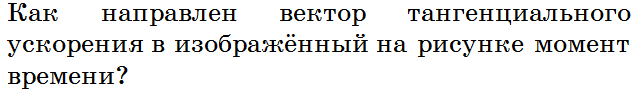 Как направлен вектор тангенциального
ускорения в изображённый на рисунке момент
времени?